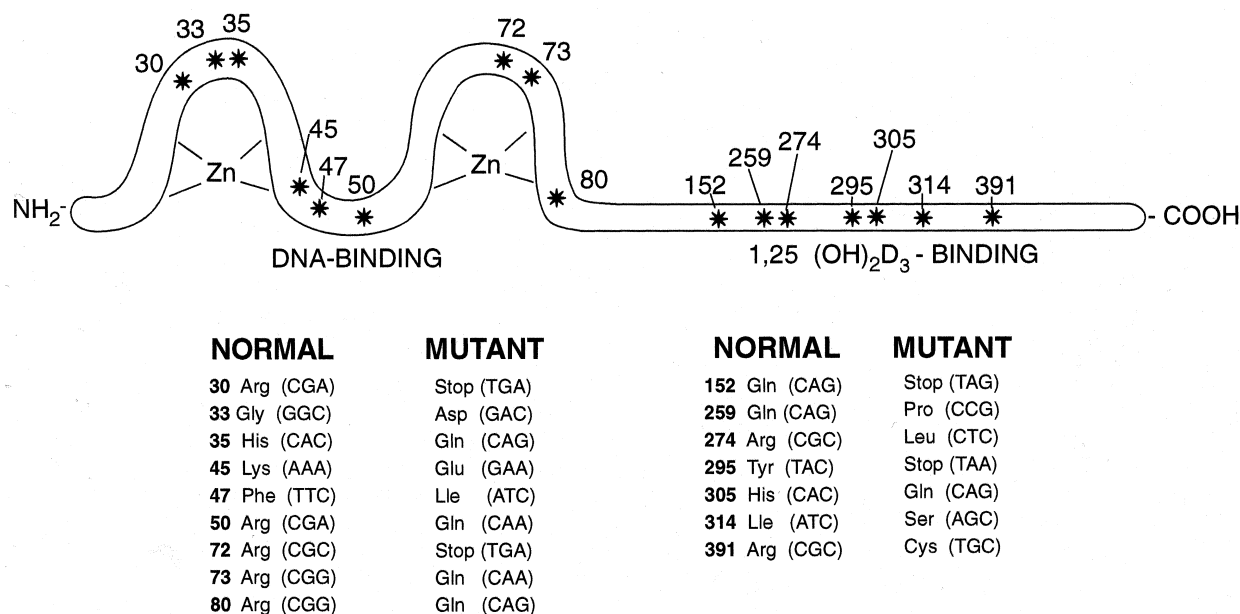 33 35
30
72
73
45
47
50
Zn
Zn
80
152
259
274
295
305
314
391
NH2-
- COOH
DNA-BINDING
1,25 (OH)2D3 - BINDING
NORMAL MUTANT
30 Arg (CGA) Stop (TGA)
33 Gly (GGC) Asp (GAC)
35 His (CAC) Gln (CAG)
45 Lys (AAA) Glu (GAA)
47 Phe (TTC) Lle (ATC)
50 Arg (CGA) Gln (CAA)
72 Arg (CGC) Stop (TGA)
73 Arg (CGG) Gln (CAA)
80 Arg (CGG) Gln (CAG)
NORMAL MUTANT
152 Gln (CAG) Stop (TAG)
259 Gln (CAG) Pro (CCG)
274 Arg (CGC) Leu (CTC)
295 Tyr (TAC) Stop (TAA)
305 His (CAC) Gln (CAG)
314 Lle (ATC) Ser (AGC)
391 Arg (CGC) Cys (TGC)